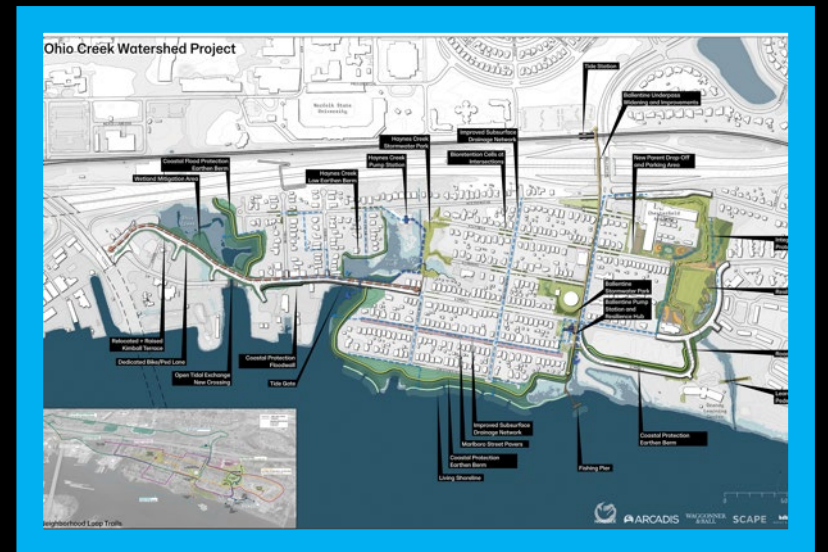 Ohio Creek Watershed Project
Tide Station
Ballentine Underpass
Widening and Improvements
Norfolk State
University
Haynes Creek
Stormwater Park
Improved Subsurface
Drainage Network
Haynes Creek
Pump Station
Bioretention Cells at
Intersections
New Parent Drop Off
and Parking Area
Coastal Flood Protection
Earthen Berm
Wetland Mitigation Area
Haynes Creek
Low Earthen Berm
Chesterfield
Ballentine
Stormwater Park
Ballentine Pump
Station and
Resilience Hub
Relocated + Raised
Kimball Terrace
Dedicated Bike/Ped Lane
Open Tidal Exchange
New Crossing
Coastal Protection
Floodwall
Tide Gate
Improved Subsurface
Drainage Network
Marlboro Street Pavers
Coastal Protection
Earthen Berm
Living Shoreline
Coastal Protection
Earthen Berm
Fishing Pier
Neighborhood Loop Trails
ARCADIS
WAGGONNER
& BALL
SCAPE